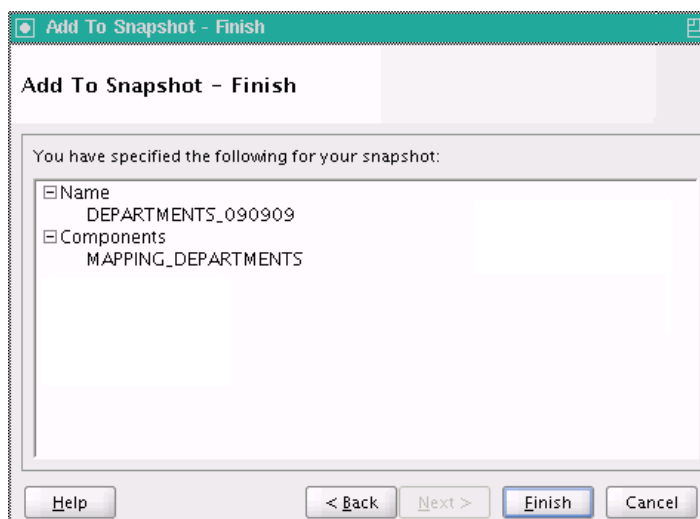 Add To Snapshot - Finish
Add To Snapshot - Finish
You have specified the following for your snapshot:
Name
DEPARTMENTS_090909
Components
MAPPING_DEPARTMENTS
Help
< Back
Next >
Finish
Cancel